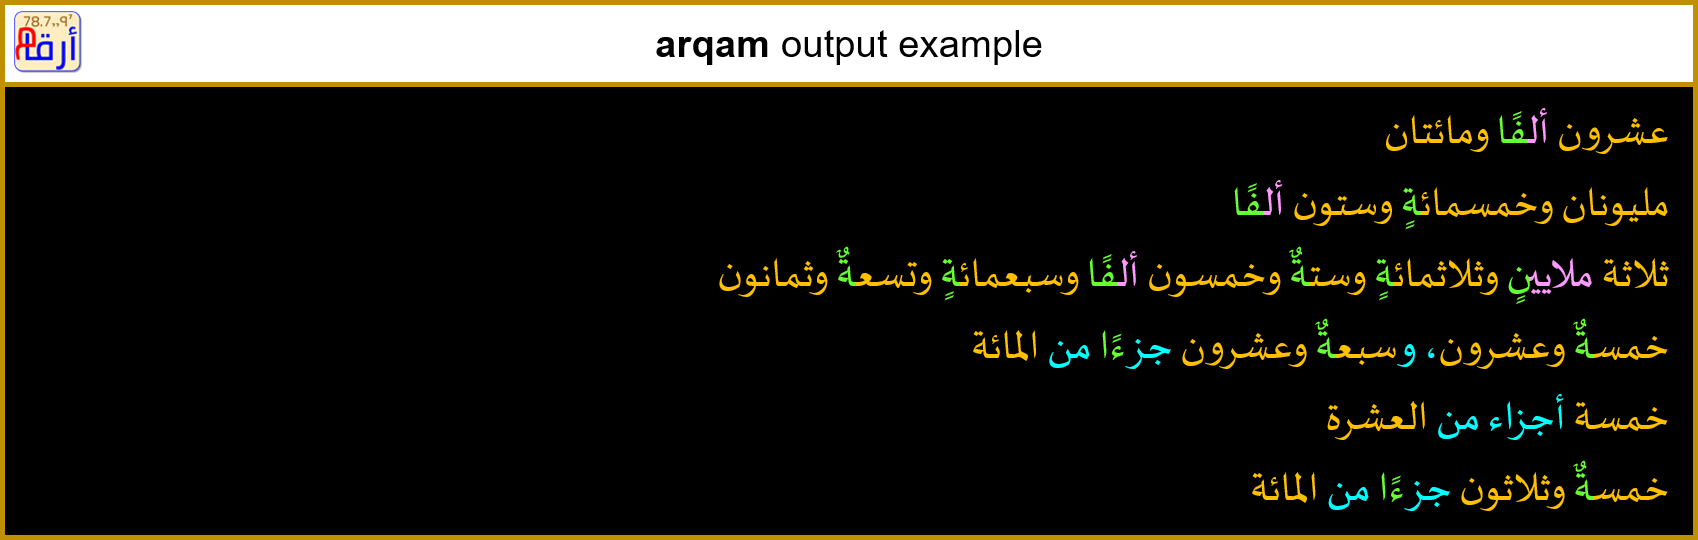 78.7,,٩٢
أرقام
arqam output example
عشرون ألفًا ومائتان
مليونان وخمسمائةٍ وستون ألفًا
ثلاثة ملايينٍ وثلاثمائةٍ وستةٌ وخمسون ألفًا وسبعمائةٍ وتسعةٌ وثمانون
خمسةٌ وعشرون، وسبعةٌ وعشرون جزءًا من المائة
خمسة أجزاء من العشرة
خمسةٌ وثلاثون جزءًا من المائة